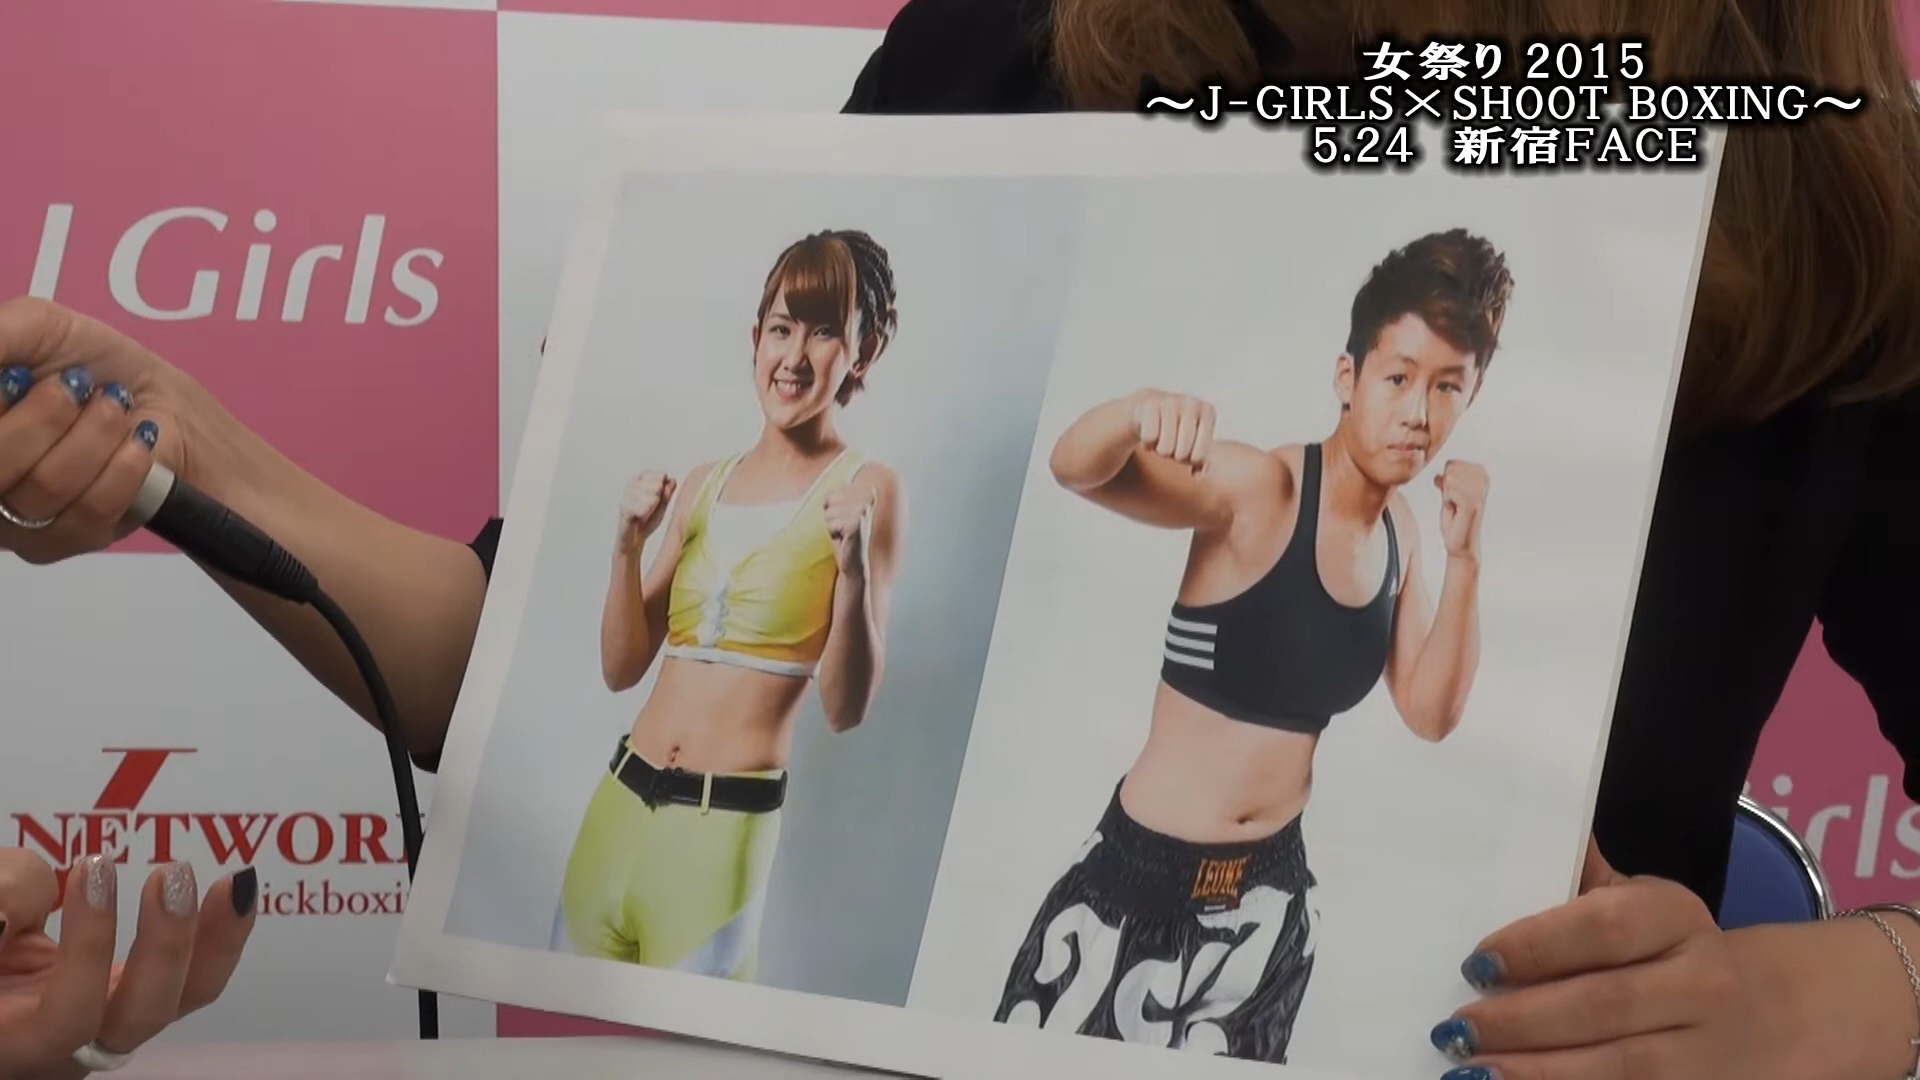 女祭り 2015
～J-GIRLS×SHOOT BOXING～
5.24 新宿FACE
J Girls
NETWOR
ickboxi
LEONE
irls